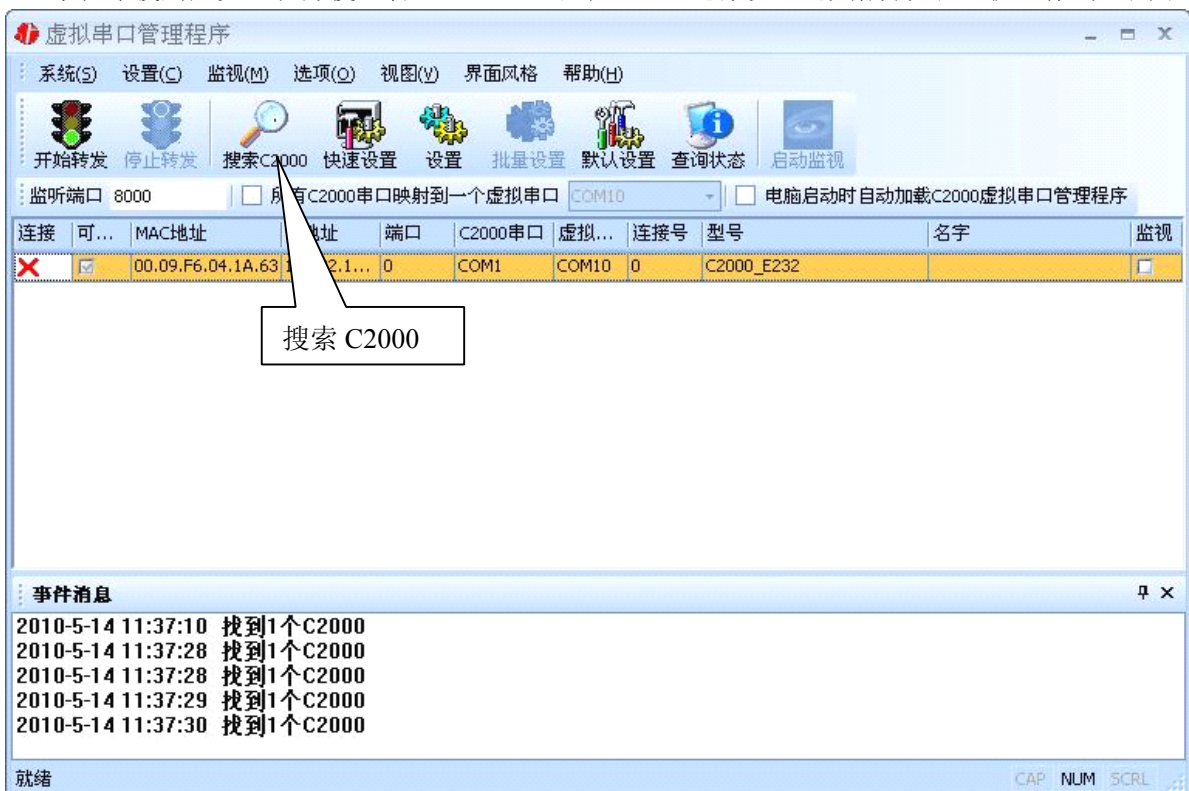 虚拟串口管理程序
系统(S) 设置(C) 监视(M) 选项(O) 视图(V) 界面风格 帮助(H)
开始转发 停止转发 搜索C2000 快速设置 设置 批量设置 默认设置 查询状态 启动监视
监听端口 8000 所有C2000串口映射到一个虚拟串口 COM10 电脑启动时自动加载C2000虚拟串口管理程序
连接 可... MAC地址 地址 端口 C2000串口 虚拟... 连接号 型号 名字 监视
00.09.F6.04.1A.63 2.1... 0 COM1 COM10 0 C2000_E232
搜索 C2000
事件消息
2010-5-14 11:37:10 找到1个C2000
2010-5-14 11:37:28 找到1个C2000
2010-5-14 11:37:28 找到1个C2000
2010-5-14 11:37:29 找到1个C2000
2010-5-14 11:37:30 找到1个C2000
就绪 CAP NUM SCRL